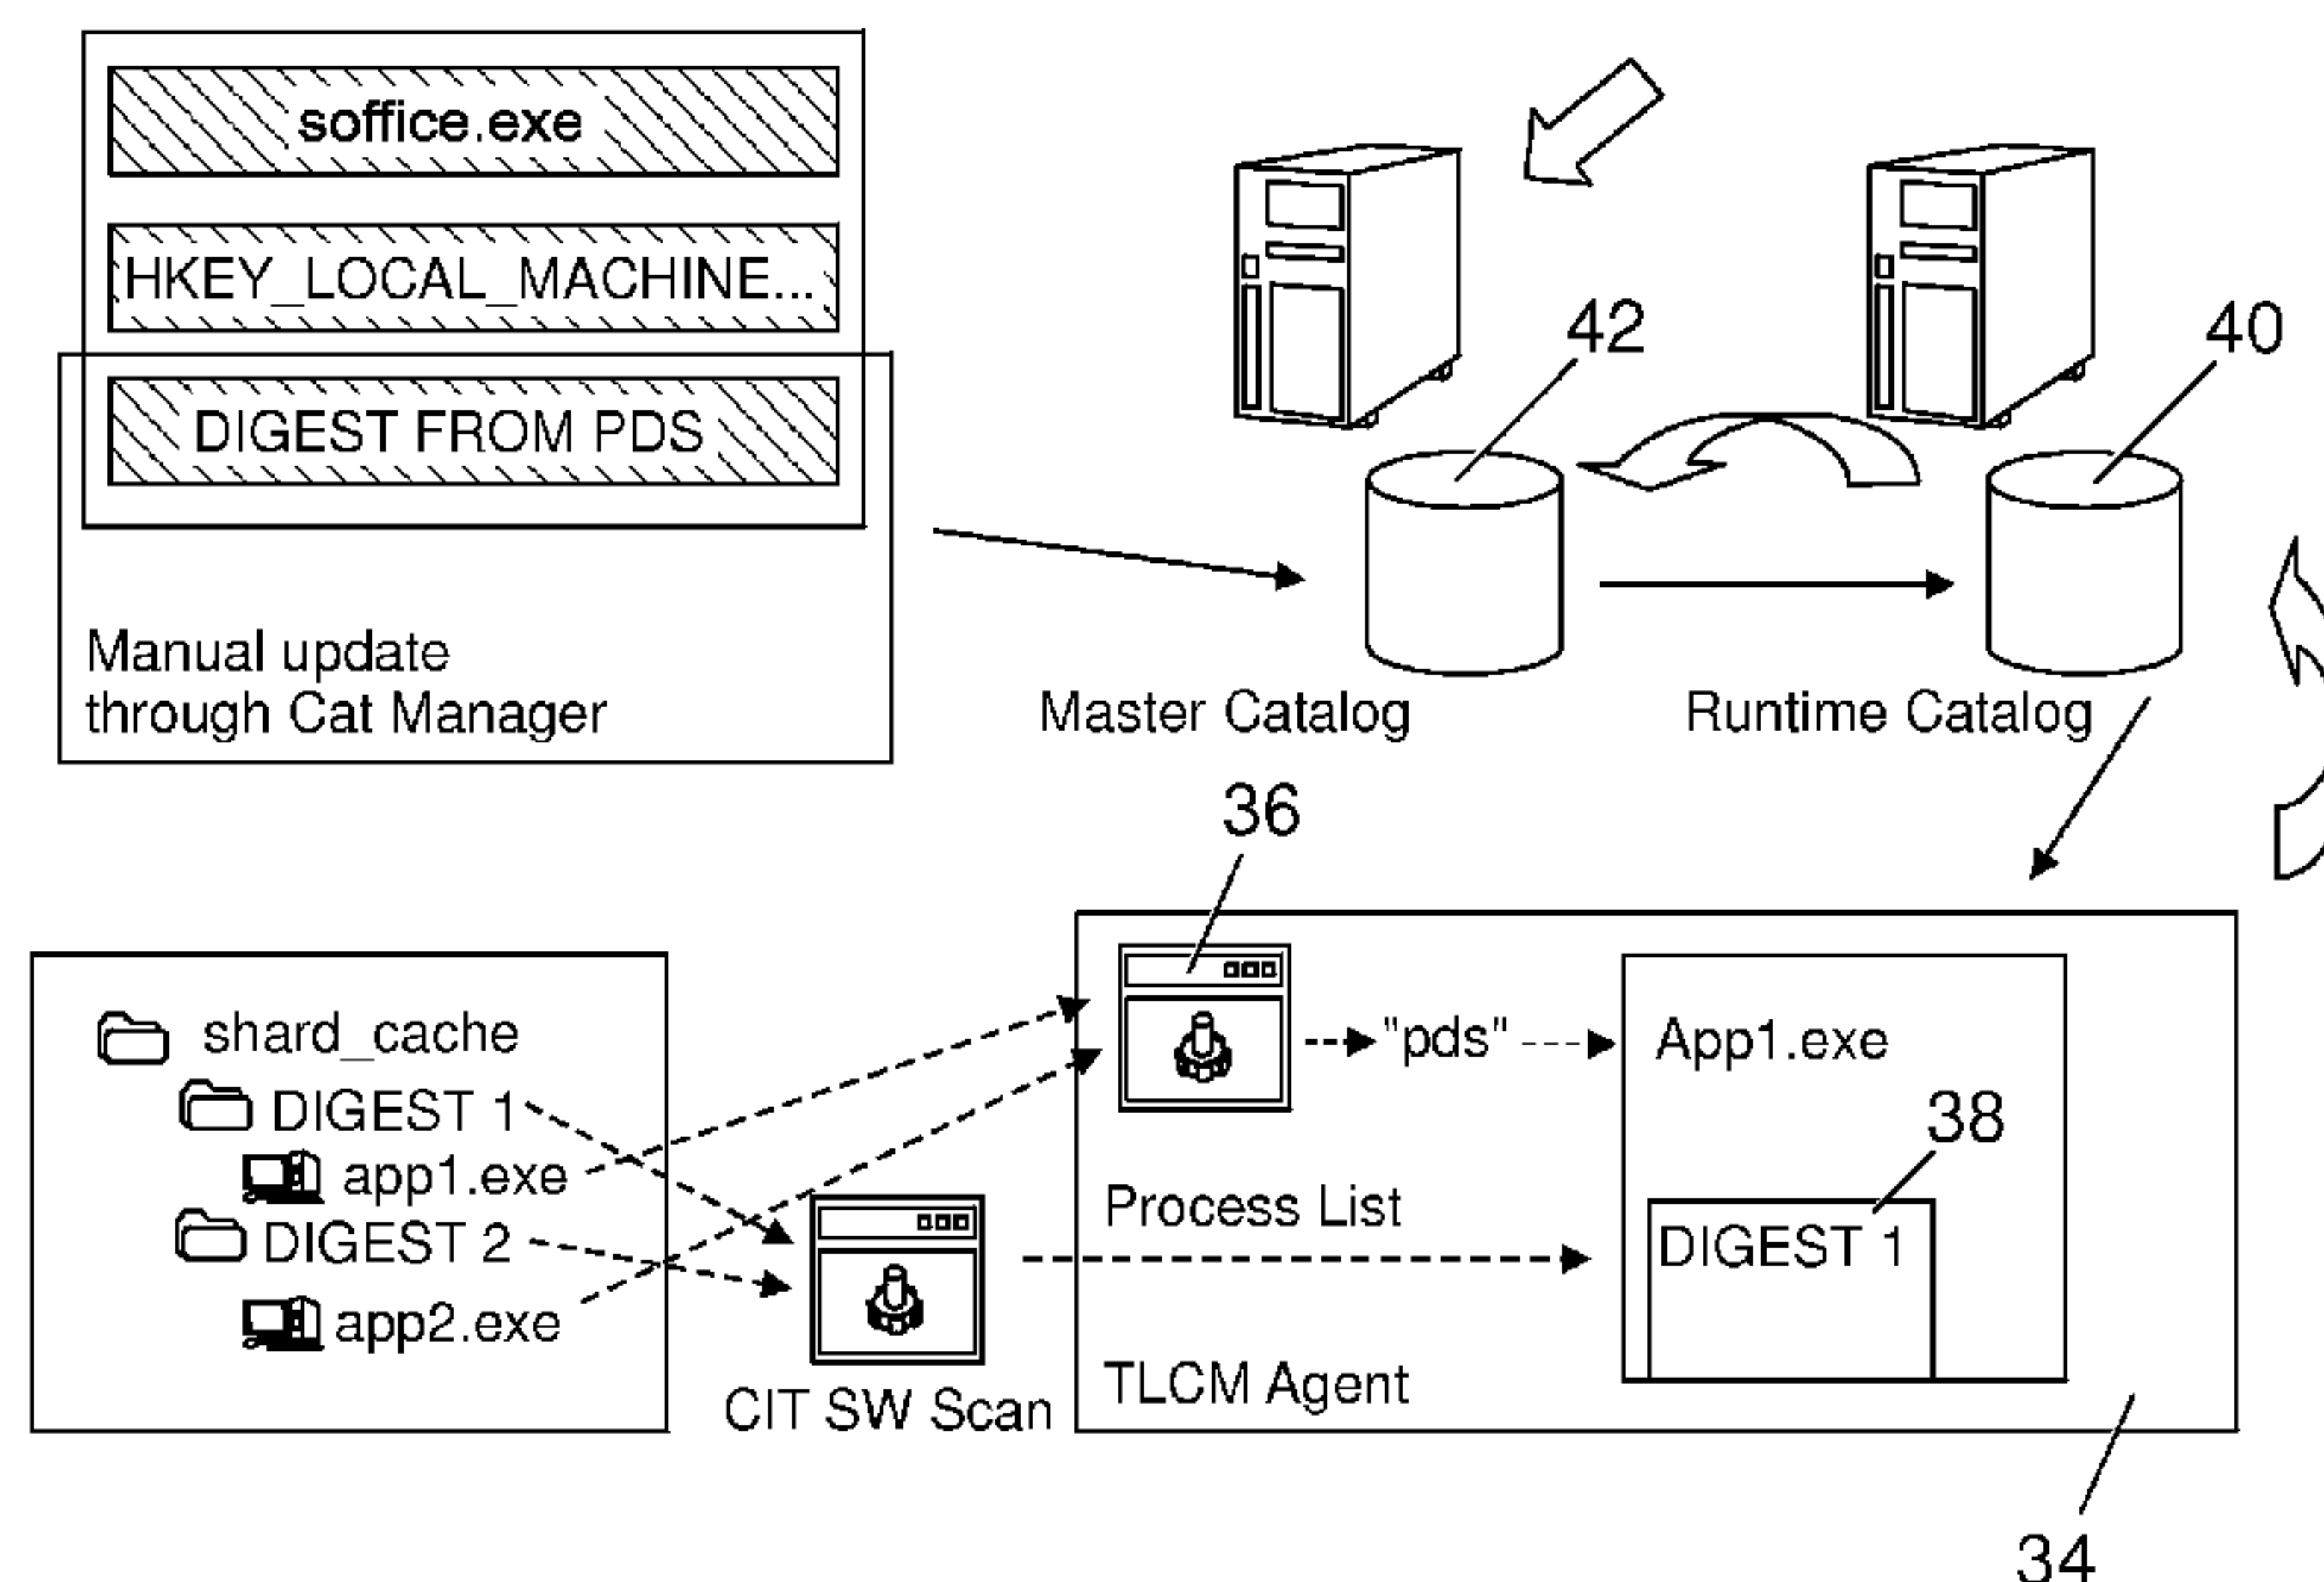 soffice.exe
HKEY_LOCAL_MACHINE...
DIGEST FROM PDS
Manual update
through Cat Manager
42
40
Master Catalog
Runtime Catalog
36
shard_cache
DIGEST 1
app1.exe
DIGEST 2
app2.exe
CIT SW Scan
"pds"
App1.exe
38
Process List
DIGEST 1
TLCM Agent
34